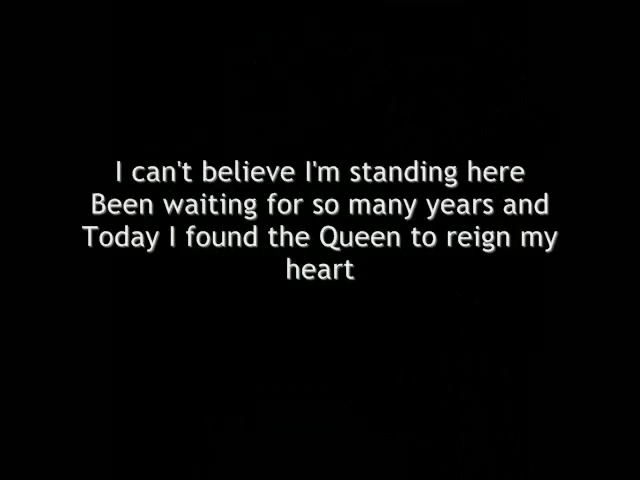 I can't believe I'm standing here
Been waiting for so many years and
Today I found the Queen to reign my
heart